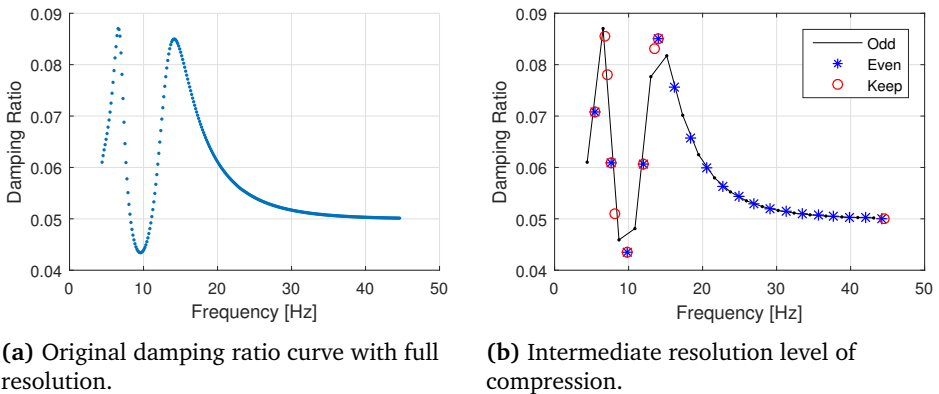 0.09
0.08
0.07
0.06
0.05
0.04
Damping Ratio
0 10 20 30 40 50
Frequency [Hz]
0.09
0.08
0.07
0.06
0.05
0.04
Damping Ratio
0 10 20 30 40 50
Frequency [Hz]
Odd
Even
Keep
(a) Original damping ratio curve with full
resolution.
(b) Intermediate resolution level of
compression.